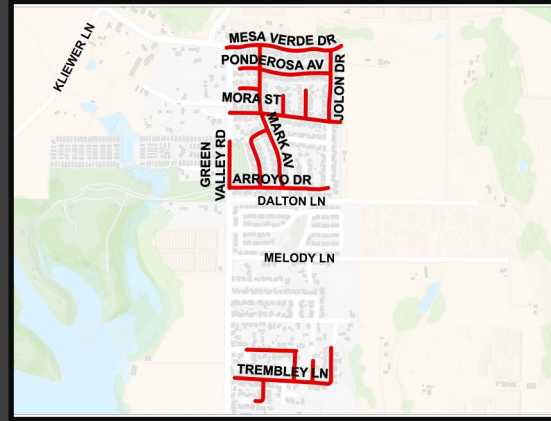 KLIEWER LN
MESA VERDE DR
PONDEROSA AV
JOLON DR
MORA ST
MARK AV
GREEN
VALLEY RD
ARROYO DR
DALTON LN
MELODY LN
TREMBLEY LN